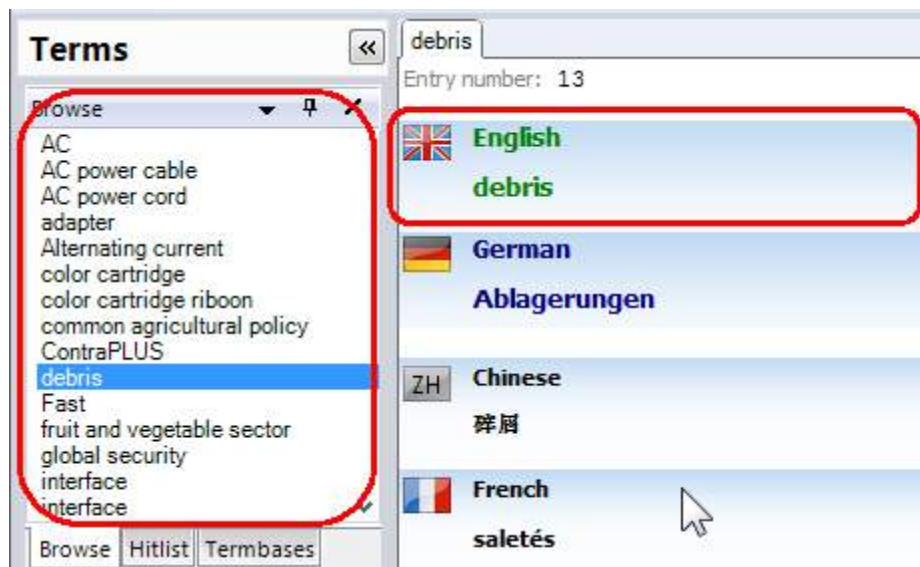 Terms
«
Browse
AC
AC power cable
AC power cord
adapter
Alternating current
color cartridge
color cartridge riboon
common agricultural policy
ContraPLUS
debris
Fast
fruit and vegetable sector
global security
interface
interface
Browse Hitlist Termbases
debris
Entry number: 13
English
debris
German
Ablagerungen
ZH Chinese
碎屑
French
saletés